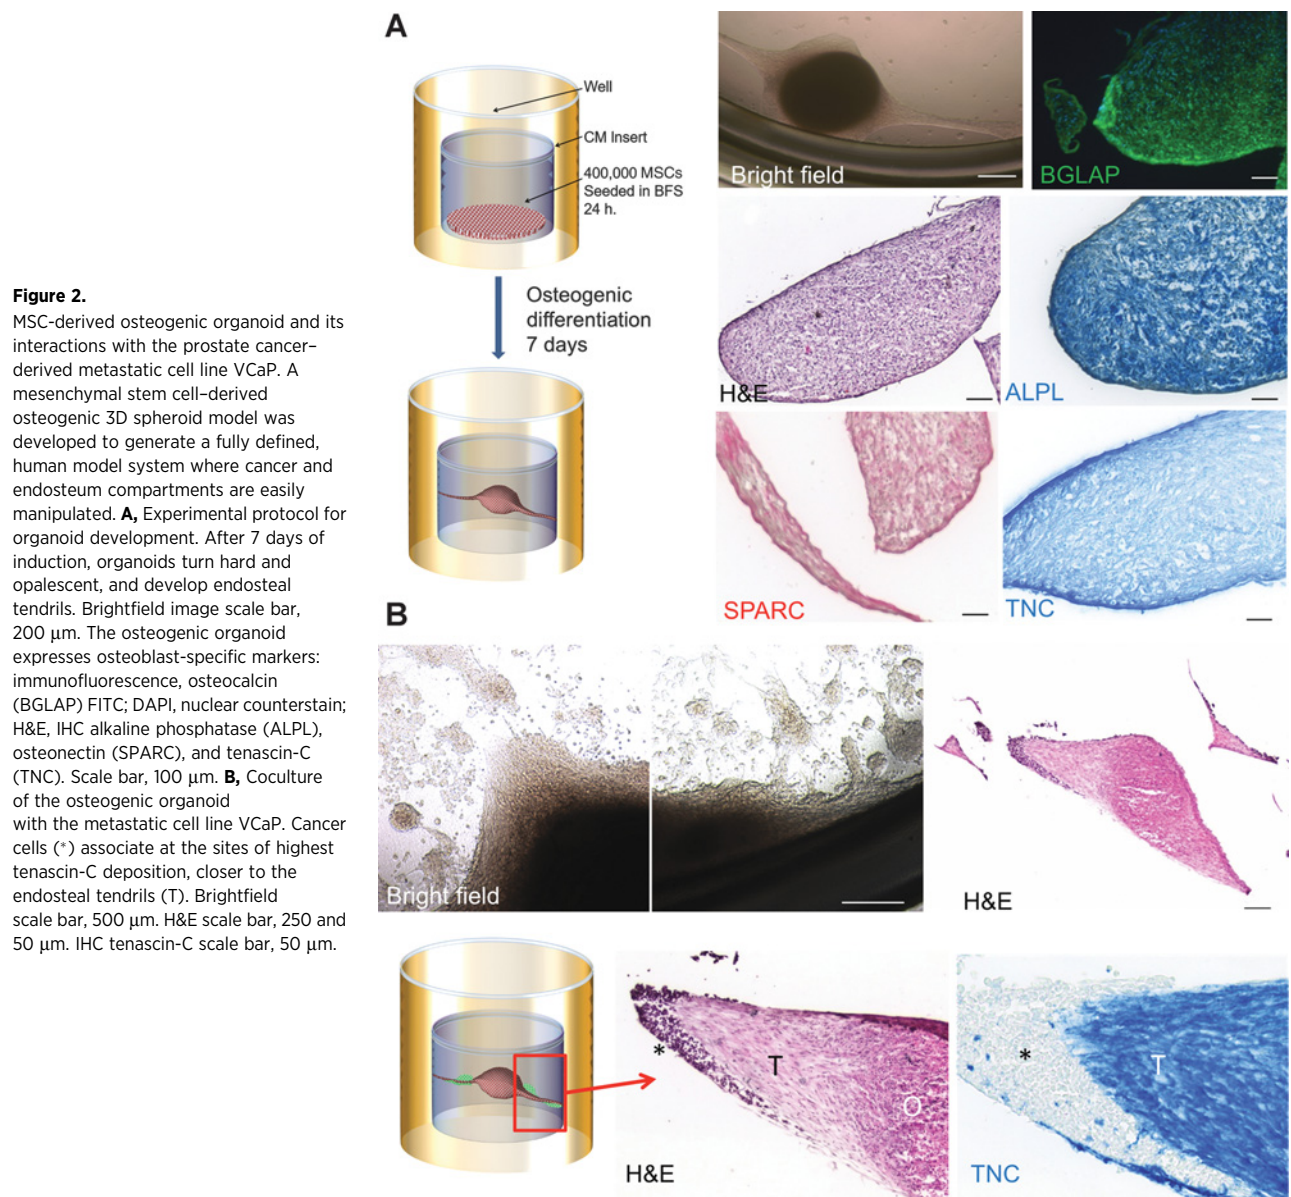 Figure 2.
MSC-derived osteogenic organoid and its
interactions with the prostate cancer–
derived metastatic cell line VCaP. A
mesenchymal stem cell–derived
osteogenic 3D spheroid model was
developed to generate a fully defined,
human model system where cancer and
endosteum compartments are easily
manipulated. A, Experimental protocol for
organoid development. After 7 days of
induction, organoids turn hard and
opalescent, and develop endosteal
tendrils. Brightfield image scale bar,
200 μm. The osteogenic organoid
expresses osteoblast-specific markers:
immunofluorescence, osteocalcin
(BGLAP) FITC; DAPI, nuclear counterstain;
H&E, IHC alkaline phosphatase (ALPL),
osteonectin (SPARC), and tenascin-C
(TNC). Scale bar, 100 μm. B, Coculture
of the osteogenic organoid
with the metastatic cell line VCaP. Cancer
cells (*) associate at the sites of highest
tenascin-C deposition, closer to the
endosteal tendrils (T). Brightfield
scale bar, 500 μm. H&E scale bar, 250 and
50 μm. IHC tenascin-C scale bar, 50 μm.
A
Well
CM Insert
400,000 MSCs
Seeded in BFS
24 h.
Osteogenic
differentiation
7 days
Bright field
BGLAP
H&E
ALPL
SPARC
TNC
B
Bright field
H&E
*
T
O
H&E
*
T
TNC